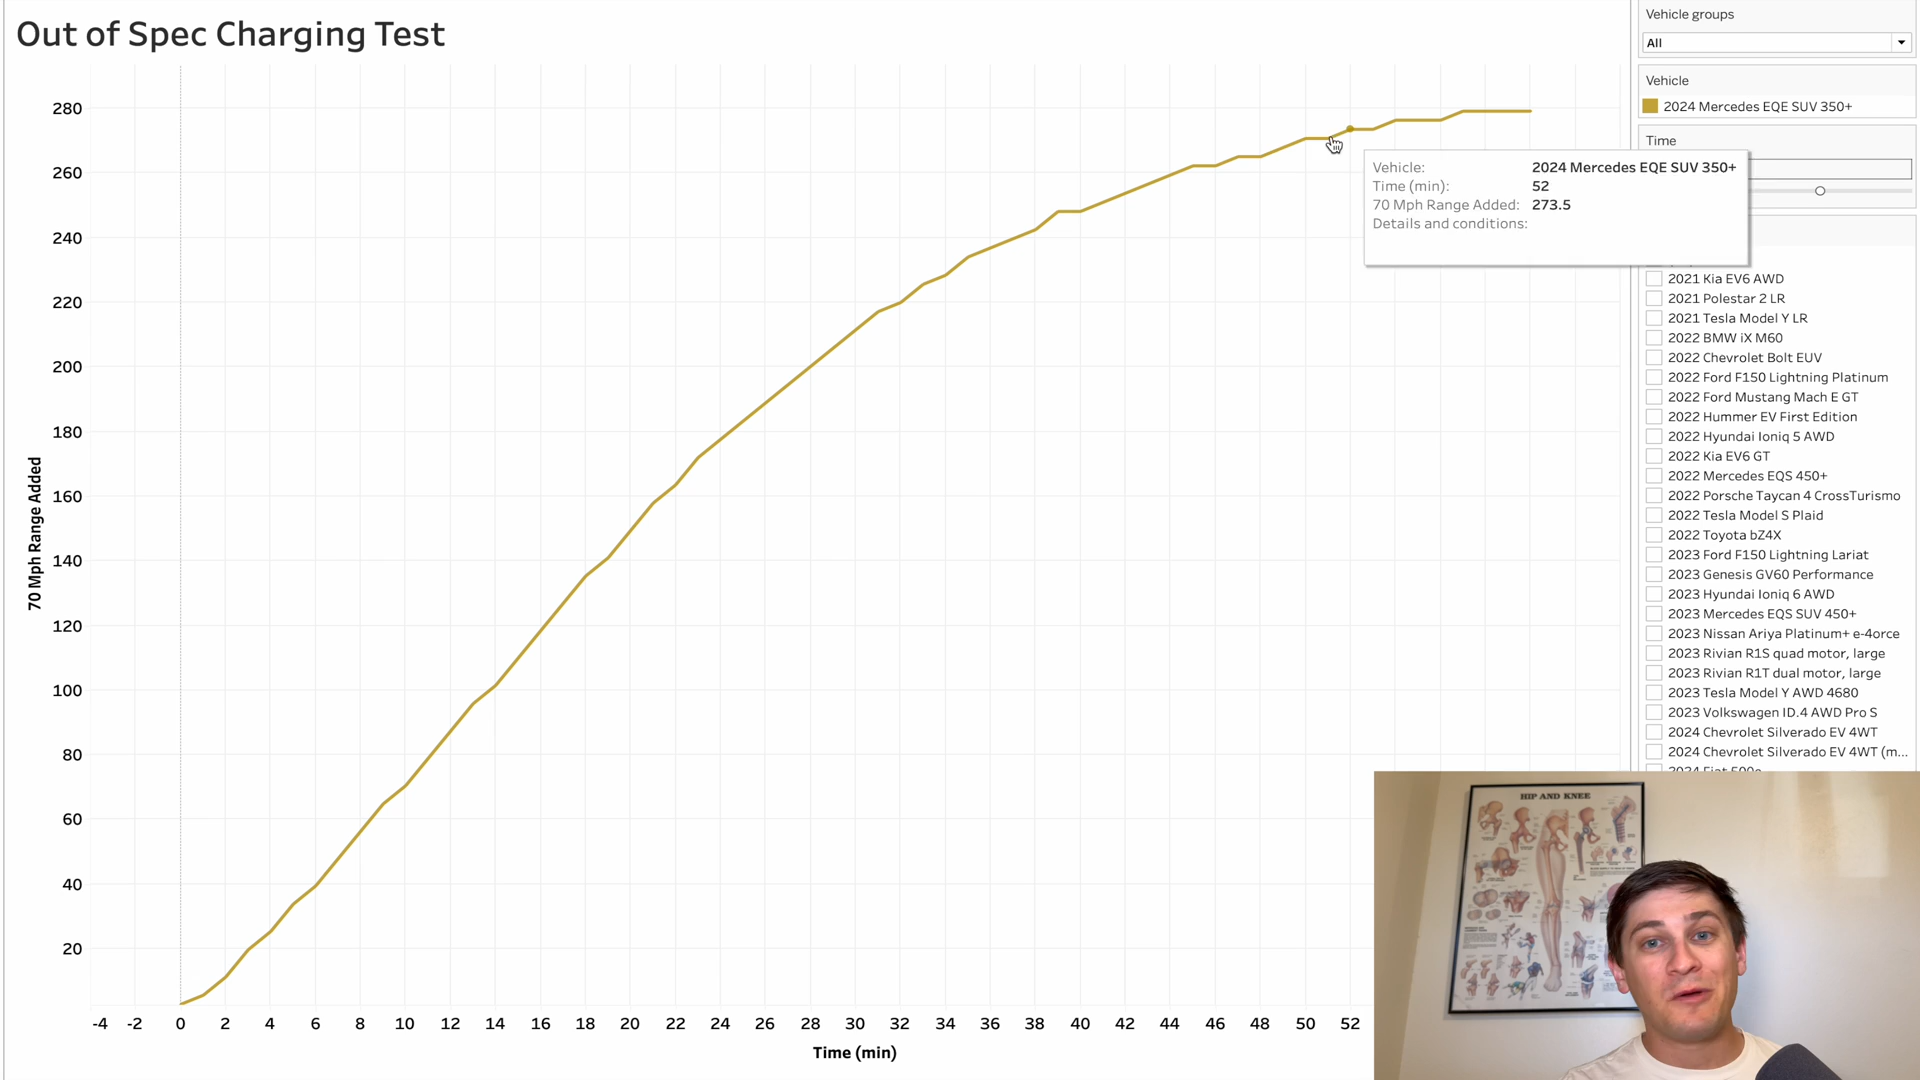 Out of Spec Charging Test
280
260
240
220
200
180
160
140
120
100
80
60
40
20
70 Mph Range Added
-4 -2 0 2 4 6 8 10 12 14 16 18 20 22 24 26 28 30 32 34 36 38 40 42 44 46 48 50 52
Time (min)
Vehicle: 2024 Mercedes EQE SUV 350+
Time (min): 52
70 Mph Range Added: 273.5
Details and conditions:
Vehicle groups
All
Vehicle
2024 Mercedes EQE SUV 350+
Time
2021 Kia EV6 AWD
2021 Polestar 2 LR
2021 Tesla Model Y LR
2022 BMW iX M60
2022 Chevrolet Bolt EUV
2022 Ford F150 Lightning Platinum
2022 Ford Mustang Mach E GT
2022 Hummer EV First Edition
2022 Hyundai Ioniq 5 AWD
2022 Kia EV6 GT
2022 Mercedes EQS 450+
2022 Porsche Taycan 4 CrossTurismo
2022 Tesla Model S Plaid
2022 Toyota bZ4X
2023 Ford F150 Lightning Lariat
2023 Genesis GV60 Performance
2023 Hyundai Ioniq 6 AWD
2023 Mercedes EQS SUV 450+
2023 Nissan Ariya Platinum+ e-4orce
2023 Rivian R1S quad motor, large
2023 Rivian R1T dual motor, large
2023 Tesla Model Y AWD 4680
2023 Volkswagen ID.4 AWD Pro S
2024 Chevrolet Silverado EV 4WT
2024 Chevrolet Silverado EV 4WT (m...
2024 Fiat 500e
HIP AND KNEE